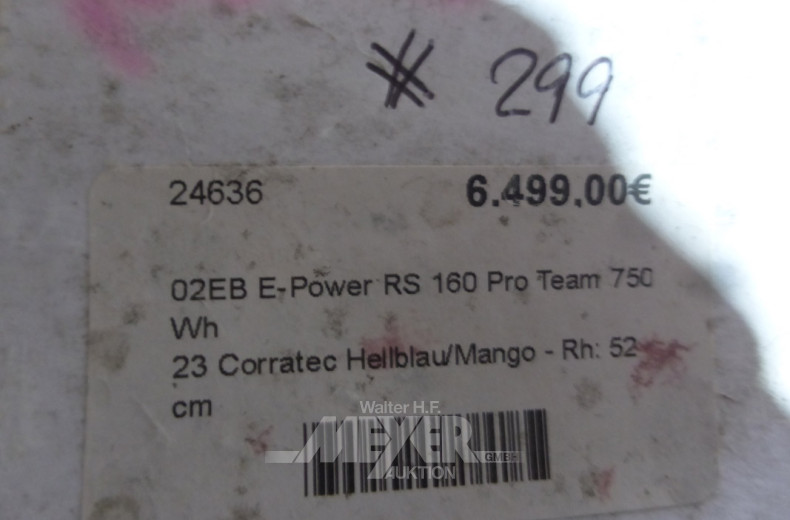 ※ 299
24636 6.499,00€
02EB E-Power RS 160 Pro Team 750
Wh
23 Corratec Hellblau/Mango - Rh: 52
cm
Walter H.F.
MEYER
GMBH
AUKTION